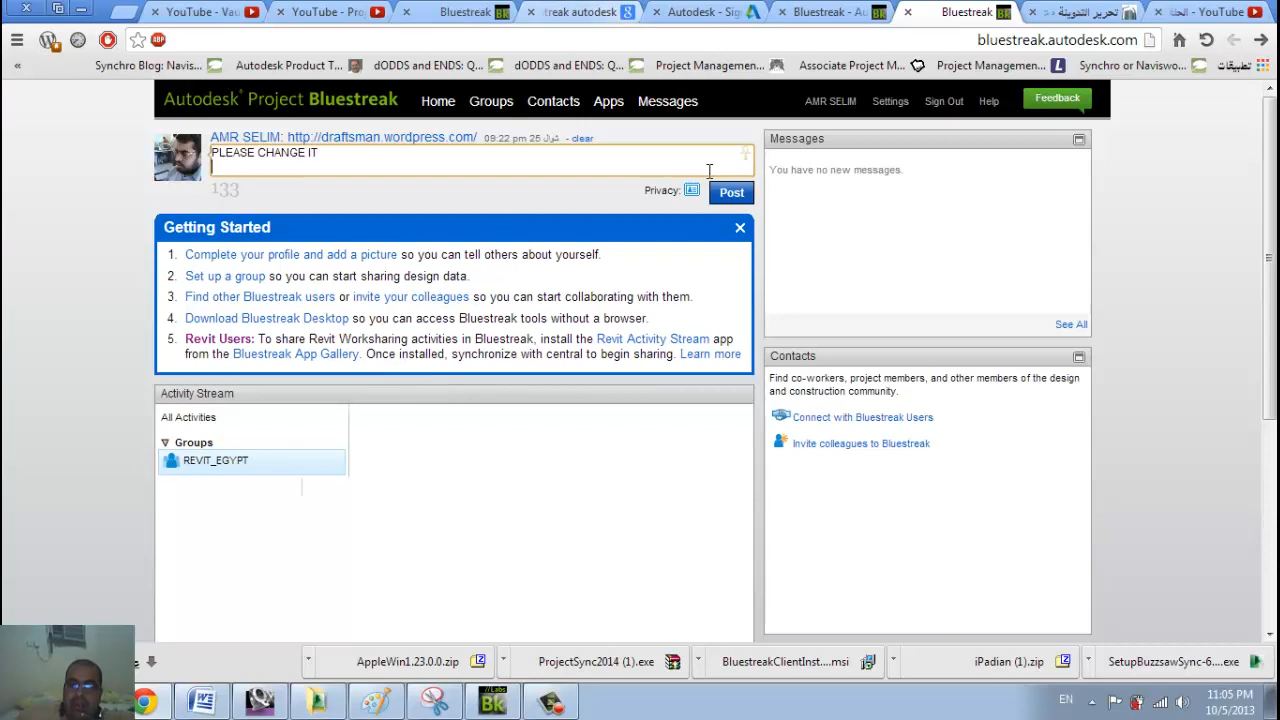 YouTube - Vau
YouTube - Pro
Bluestreak
streak autodesk
Autodesk - Sig
Bluestreak - Au
Bluestreak
تحرير التدوينة
YouTube - الحلقة
bluestreak.autodesk.com
«
Synchro Blog: Navis...
Autodesk Product T...
dODDS and ENDS: Q...
dODDS and ENDS: Q...
Project Managemen...
Associate Project M...
Project Managemen...
Synchro or Naviswo...
تطبيقات
Autodesk® Project Bluestreak
Home
Groups
Contacts
Apps
Messages
AMR SELIM
Settings
Sign Out
Help
Feedback
AMR SELIM: http://draftsman.wordpress.com/ 09:22 pm 25 شوال - clear
PLEASE CHANGE IT
133
Privacy:
Post
Getting Started
1. Complete your profile and add a picture so you can tell others about yourself.
2. Set up a group so you can start sharing design data.
3. Find other Bluestreak users or invite your colleagues so you can start collaborating with them.
4. Download Bluestreak Desktop so you can access Bluestreak tools without a browser.
5. Revit Users: To share Revit Worksharing activities in Bluestreak, install the Revit Activity Stream app
from the Bluestreak App Gallery. Once installed, synchronize with central to begin sharing. Learn more
Activity Stream
All Activities
Groups
REVIT_EGYPT
Messages
You have no new messages.
See All
Contacts
Find co-workers, project members, and other members of the design
and construction community.
Connect with Bluestreak Users
Invite colleagues to Bluestreak
AppleWin1.23.0.0.zip
ProjectSync2014 (1).exe
BluestreakClientInst....msi
iPadian (1).zip
SetupBuzzsawSync-6....exe
//Labs
Bk
EN
11:05 PM
10/5/2013